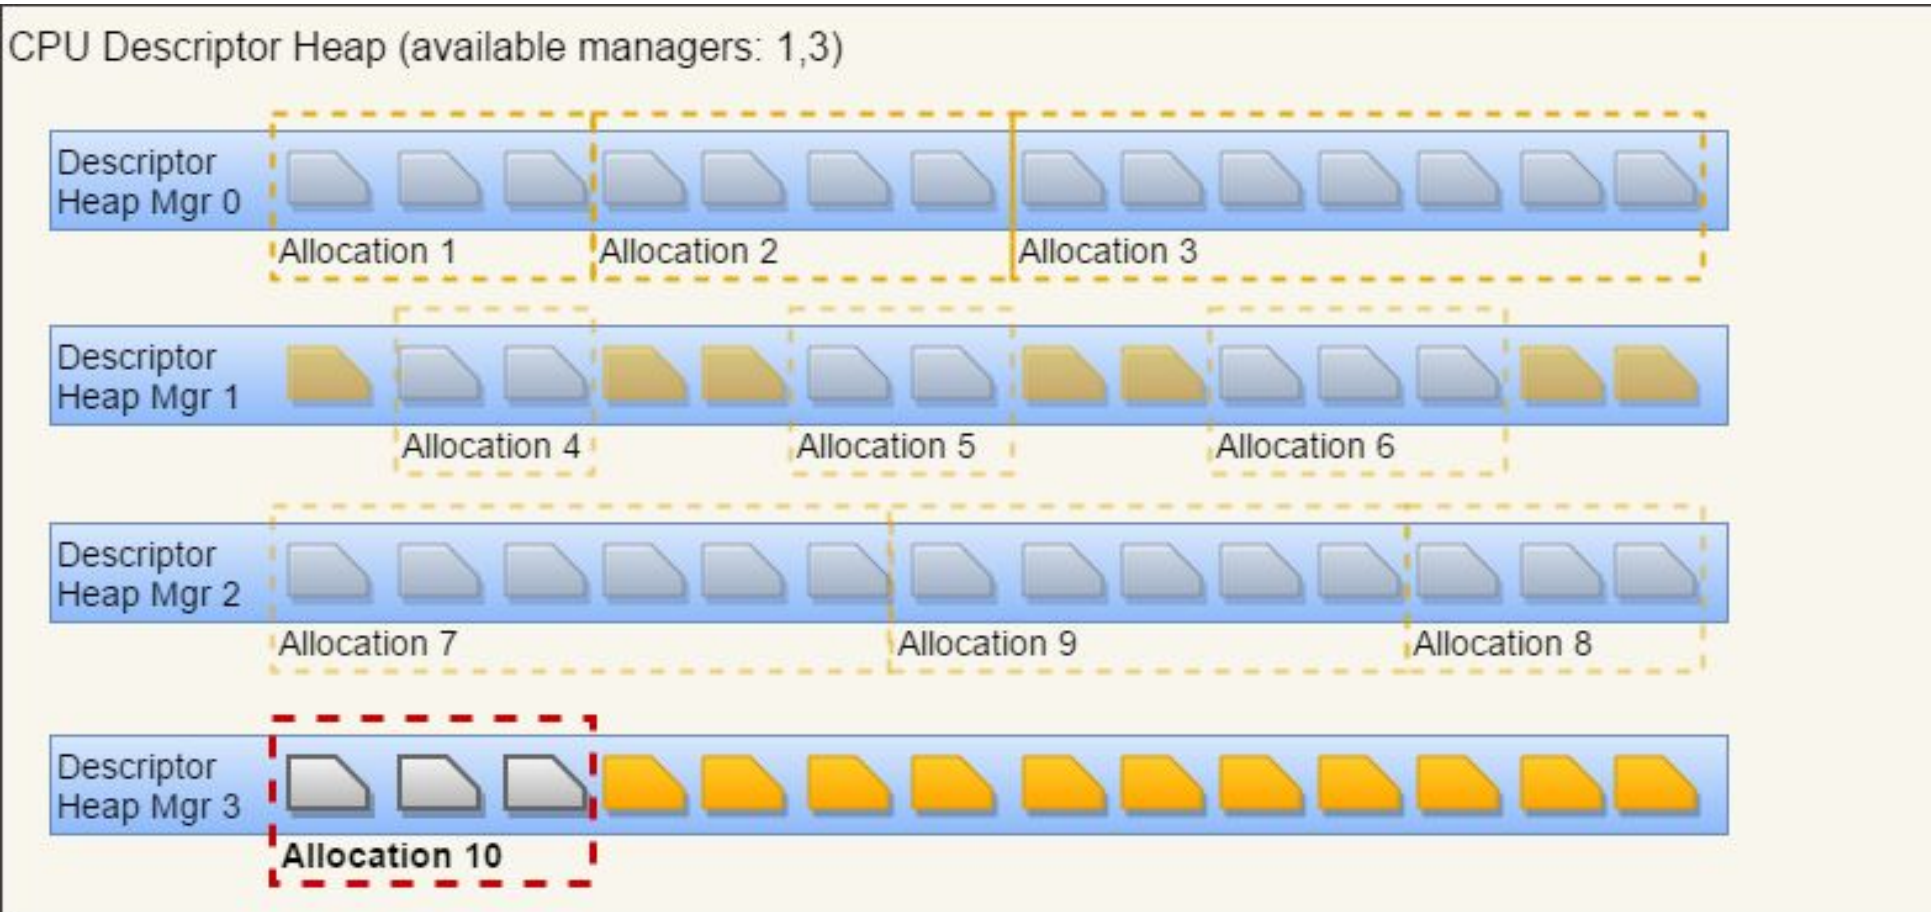 CPU Descriptor Heap (available managers: 1,3)
Descriptor
Heap Mgr 0
Allocation 1
Allocation 2
Allocation 3
Descriptor
Heap Mgr 1
Allocation 4
Allocation 5
Allocation 6
Descriptor
Heap Mgr 2
Allocation 7
Allocation 9
Allocation 8
Descriptor
Heap Mgr 3
Allocation 10